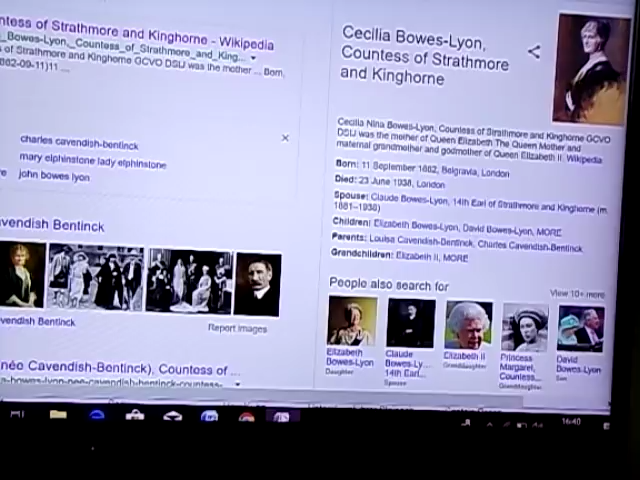 ntess of Strathmore and Kinghorne - Wikipedia
_Bowes-Lyon,_Countess_of_Strathmore_and_King...
s of Strathmore and Kinghorne GCVO DStJ was the mother ... Born,
862-09-11)11 ...
charles cavendish-bentinck
mary elphinstone lady elphinstone
john bowes lyon
avendish Bentinck
vendish Bentinck
Report images
née Cavendish-Bentinck), Countess of ...
Cecilia Bowes-Lyon,
Countess of Strathmore
and Kinghorne
Cecilia Nina Bowes-Lyon, Countess of Strathmore and Kinghorne GCVO
DStJ was the mother of Queen Elizabeth The Queen Mother and
maternal grandmother and godmother of Queen Elizabeth II. Wikipedia
Born: 11 September 1862, Belgravia, London
Died: 23 June 1938, London
Spouse: Claude Bowes-Lyon, 14th Earl of Strathmore and Kinghorne (m.
1881–1938)
Children: Elizabeth Bowes-Lyon, David Bowes-Lyon, MORE
Parents: Louisa Cavendish-Bentinck, Charles Cavendish-Bentinck
Grandchildren: Elizabeth II, MORE
People also search for
View 10+ more
Elizabeth
Bowes-Lyon
Daughter
Claude
Bowes-Ly...
14th Earl...
Spouse
Elizabeth II
Granddaughter
Princess
Margaret,
Countess...
Granddaughter
David
Bowes-Lyon
Son
16:40